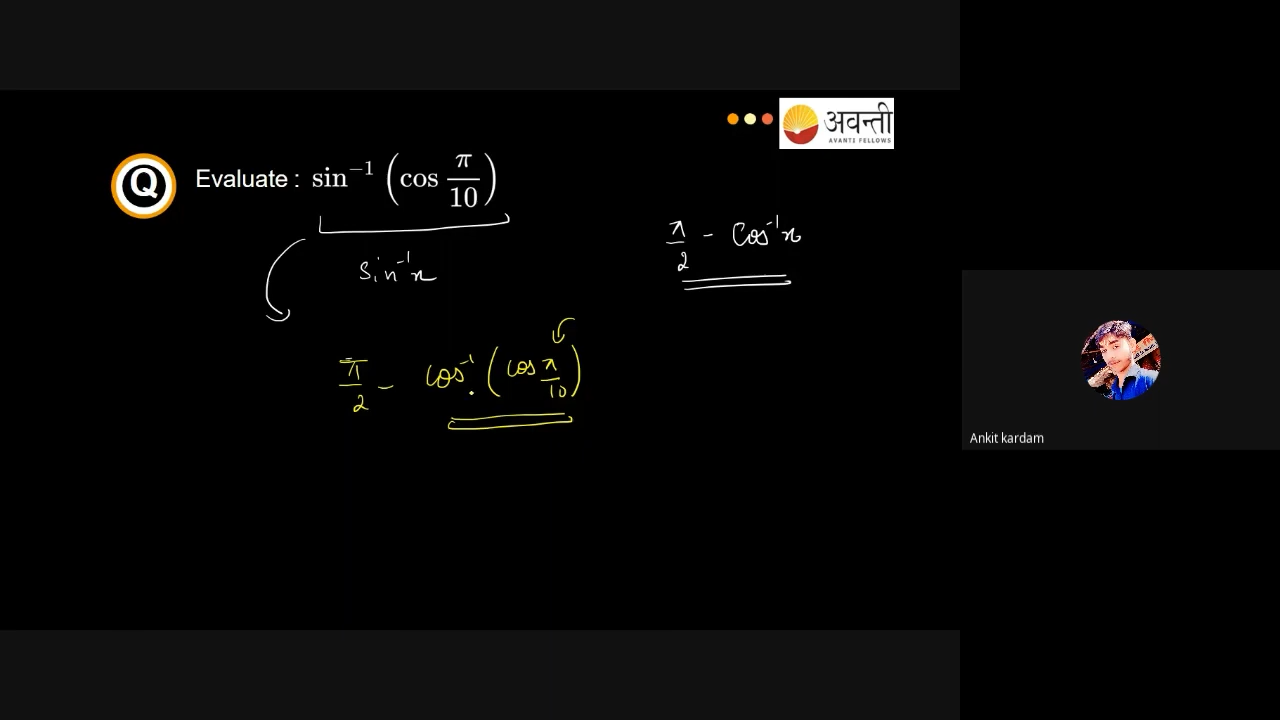 अवन्ती
AVANTI FELLOWS
Q
Evaluate : sin⁻¹ (cos π/10)
π/2 - cos⁻¹x
sin⁻¹x
π/2 - cos⁻¹ (cos π/10)
Ankit kardam